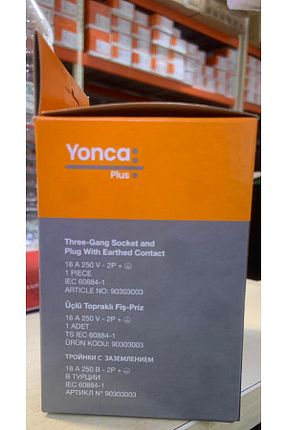 Yonca:
Plus:
Three-Gang Socket and
Plug With Earthed Contact
16 A 250 V - 2P + ⏚
1 PIECE
IEC 60884-1
ARTICLE NO: 90303003
Üçlü Topraklı Fiş-Priz
16 A 250 V - 2P + ⏚
1 ADET
TS IEC 60884-1
ÜRÜN KODU: 90303003
ТРОЙНКИ С ЗАЗЕМЛЕНИЕМ
16 А 250 В - 2P + ⏚
В ТУРЦИИ
IEC 60884-1
АРТИКЛ N° 90303003